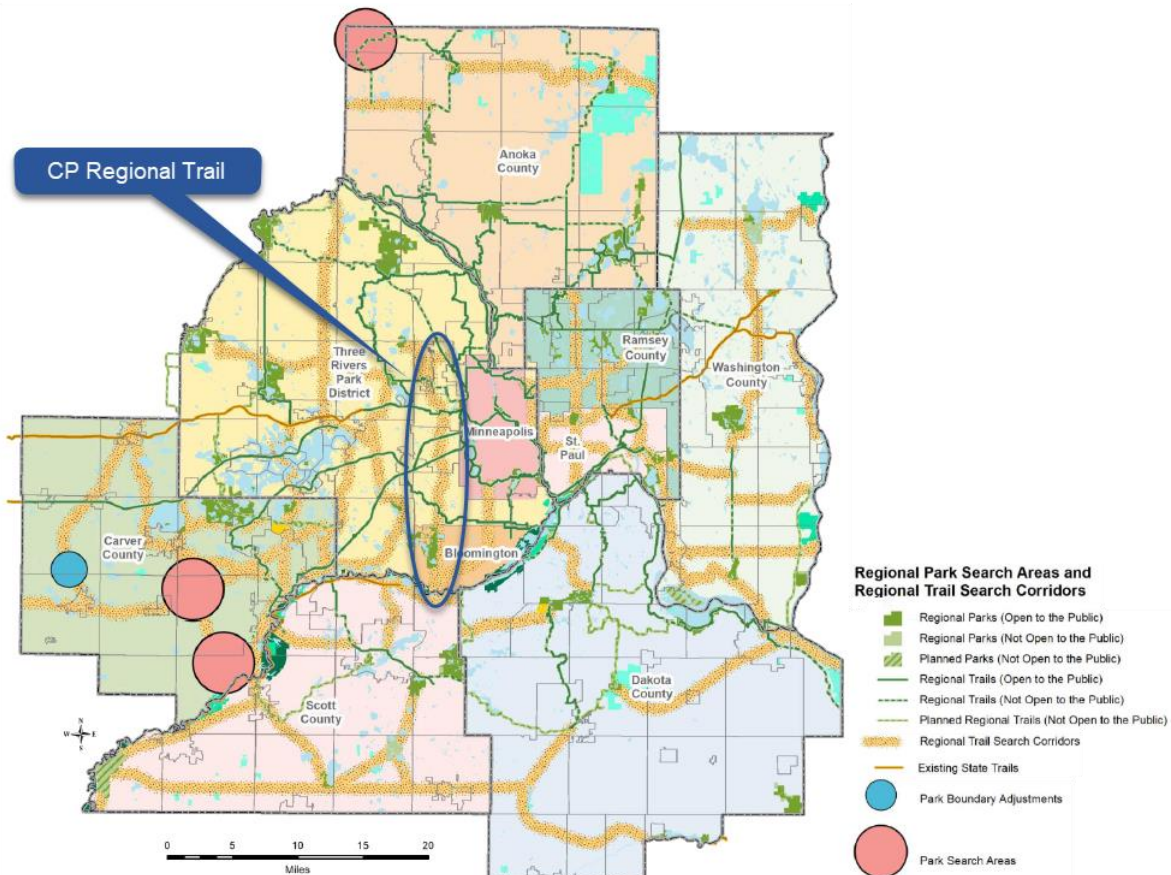 CP Regional Trail
Anoka
County
Three
Rivers
Park
District
Ramsey
County
Washington
County
Minneapolis
St.
Paul
Carver
County
Bloomington
Scott
County
Dakota
County
N
W E
S
0 5 10 15 20
Miles
Regional Park Search Areas and
Regional Trail Search Corridors
Regional Parks (Open to the Public)
Regional Parks (Not Open to the Public)
Planned Parks (Not Open to the Public)
Regional Trails (Open to the Public)
Regional Trails (Not Open to the Public)
Planned Regional Trails (Not Open to the Public)
Regional Trail Search Corridors
Existing State Trails
Park Boundary Adjustments
Park Search Areas